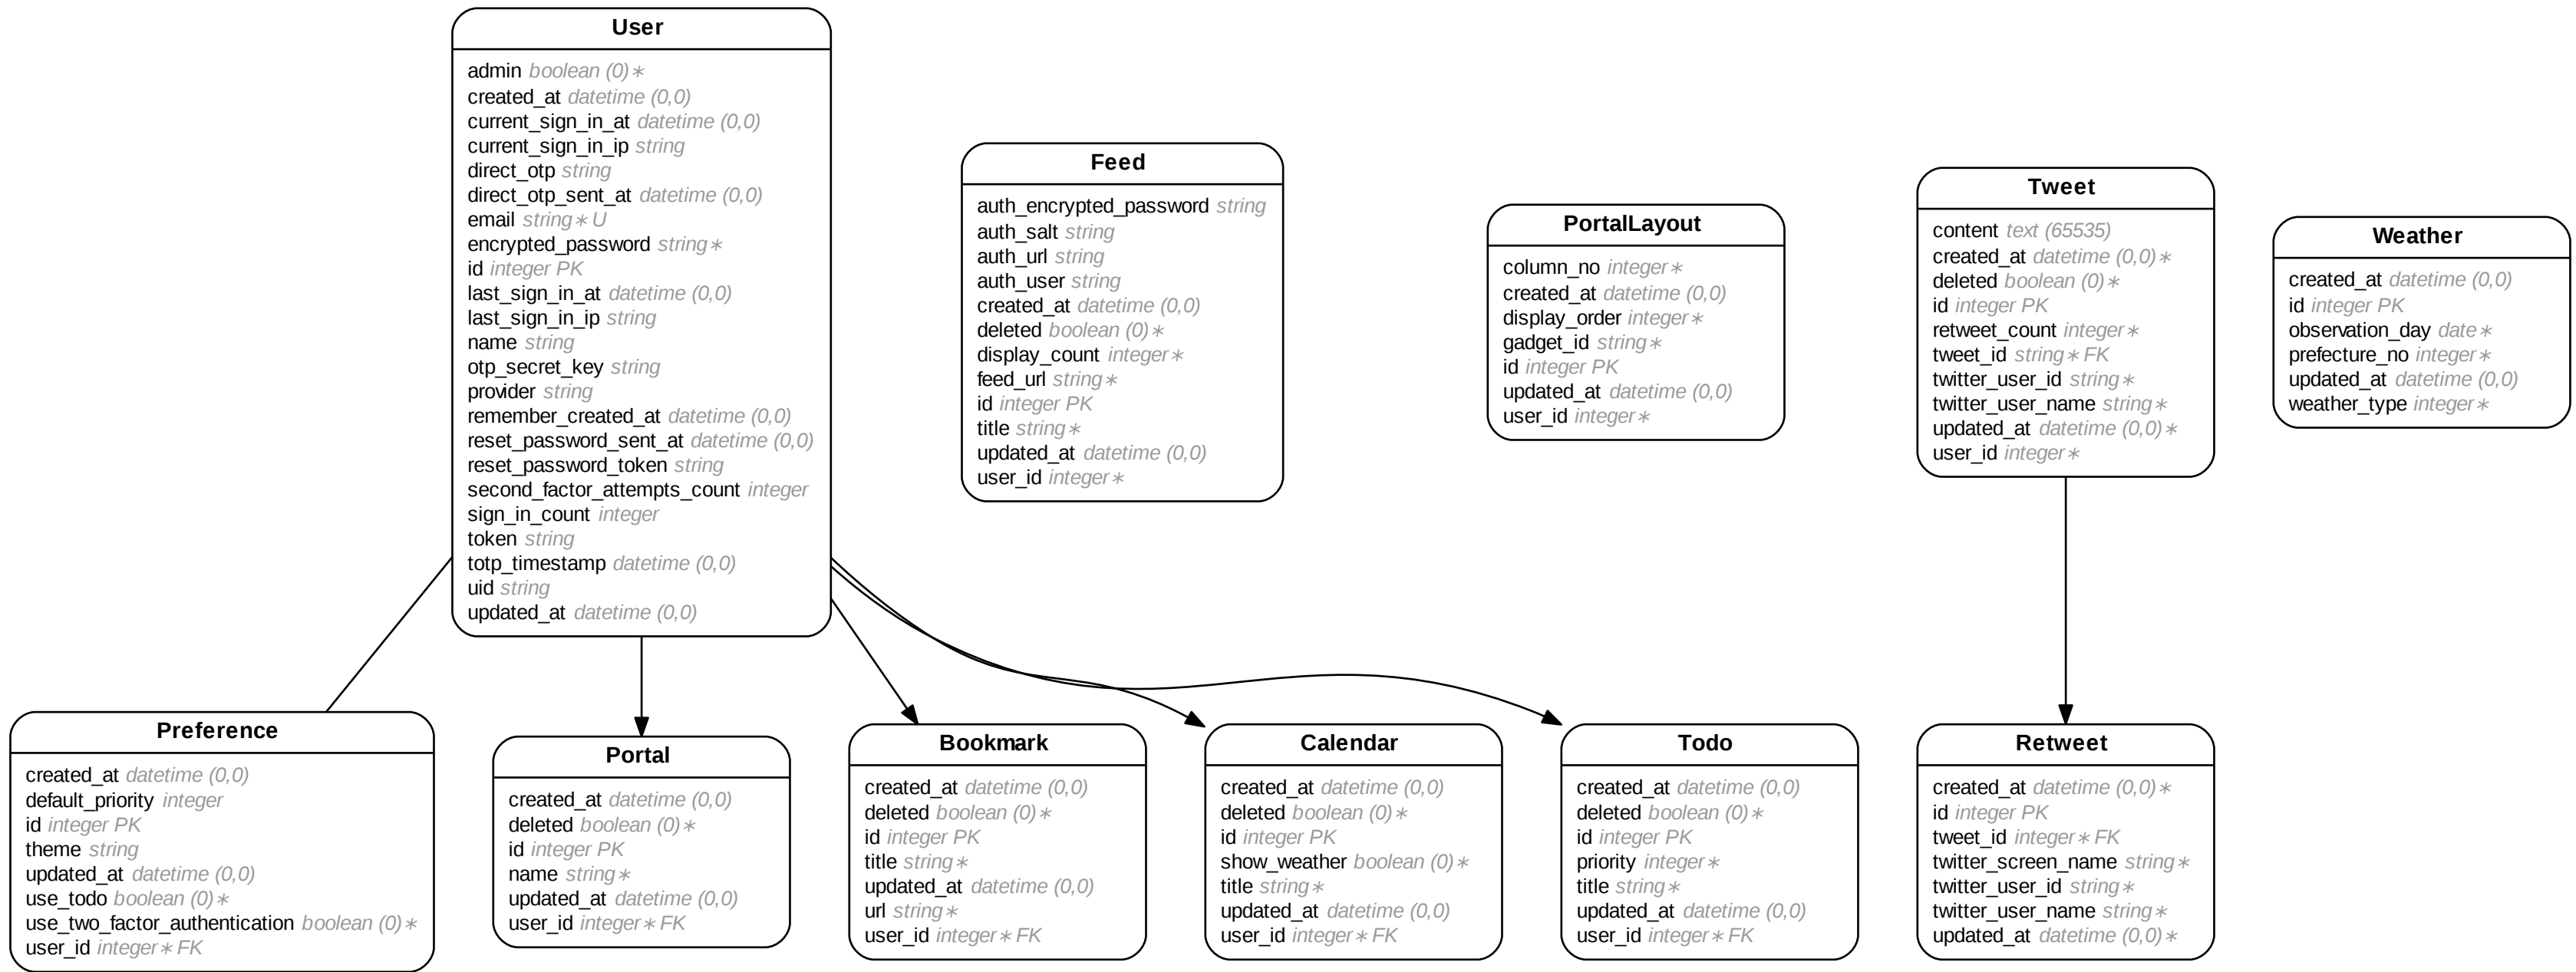 User
admin boolean (0)∗
created_at datetime (0,0)
current_sign_in_at datetime (0,0)
current_sign_in_ip string
direct_otp string
direct_otp_sent_at datetime (0,0)
email string∗ U
encrypted_password string∗
id integer PK
last_sign_in_at datetime (0,0)
last_sign_in_ip string
name string
otp_secret_key string
provider string
remember_created_at datetime (0,0)
reset_password_sent_at datetime (0,0)
reset_password_token string
second_factor_attempts_count integer
sign_in_count integer
token string
totp_timestamp datetime (0,0)
uid string
updated_at datetime (0,0)
Feed
auth_encrypted_password string
auth_salt string
auth_url string
auth_user string
created_at datetime (0,0)
deleted boolean (0)∗
display_count integer∗
feed_url string∗
id integer PK
title string∗
updated_at datetime (0,0)
user_id integer∗
PortalLayout
column_no integer∗
created_at datetime (0,0)
display_order integer∗
gadget_id string∗
id integer PK
updated_at datetime (0,0)
user_id integer∗
Tweet
content text (65535)
created_at datetime (0,0)∗
deleted boolean (0)∗
id integer PK
retweet_count integer∗
tweet_id string∗ FK
twitter_user_id string∗
twitter_user_name string∗
updated_at datetime (0,0)∗
user_id integer∗
Weather
created_at datetime (0,0)
id integer PK
observation_day date∗
prefecture_no integer∗
updated_at datetime (0,0)
weather_type integer∗
Preference
created_at datetime (0,0)
default_priority integer
id integer PK
theme string
updated_at datetime (0,0)
use_todo boolean (0)∗
use_two_factor_authentication boolean (0)∗
user_id integer∗ FK
Portal
created_at datetime (0,0)
deleted boolean (0)∗
id integer PK
name string∗
updated_at datetime (0,0)
user_id integer∗ FK
Bookmark
created_at datetime (0,0)
deleted boolean (0)∗
id integer PK
title string∗
updated_at datetime (0,0)
url string∗
user_id integer∗ FK
Calendar
created_at datetime (0,0)
deleted boolean (0)∗
id integer PK
show_weather boolean (0)∗
title string∗
updated_at datetime (0,0)
user_id integer∗ FK
Todo
created_at datetime (0,0)
deleted boolean (0)∗
id integer PK
priority integer∗
title string∗
updated_at datetime (0,0)
user_id integer∗ FK
Retweet
created_at datetime (0,0)∗
id integer PK
tweet_id integer∗ FK
twitter_screen_name string∗
twitter_user_id string∗
twitter_user_name string∗
updated_at datetime (0,0)∗